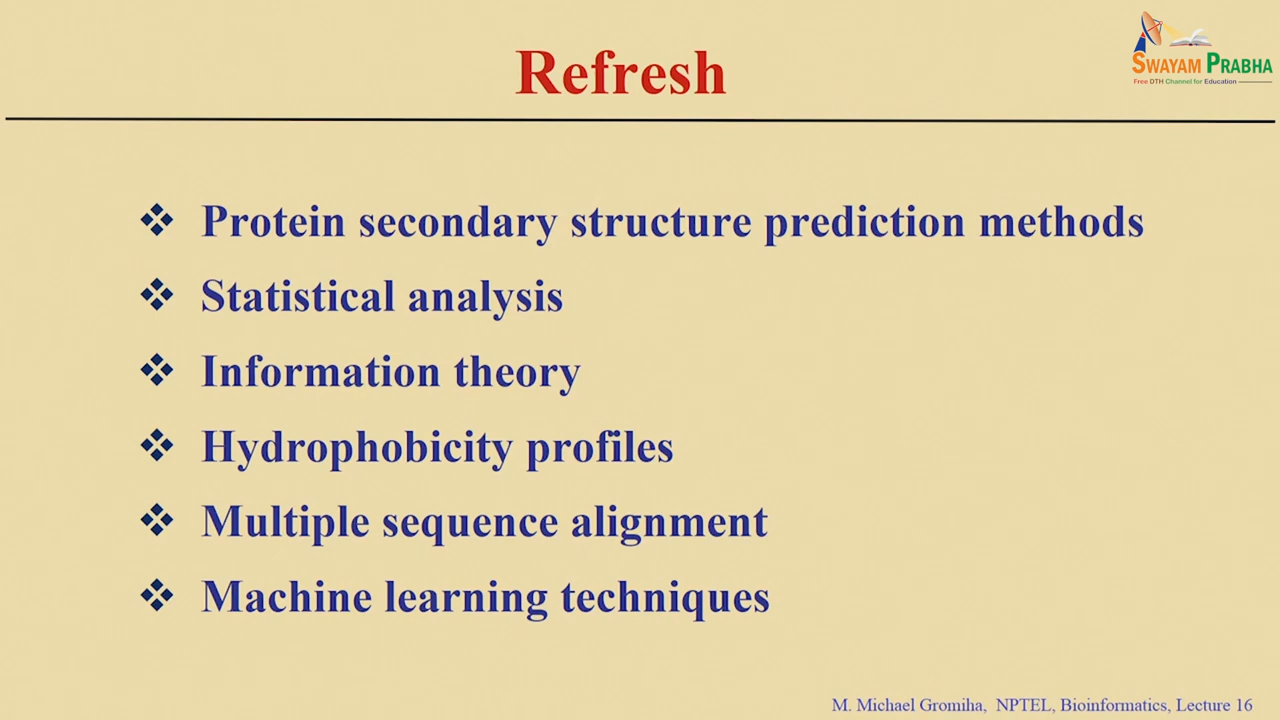 Refresh
SWAYAM PRABHA
Free DTH Channel for Education
❖ Protein secondary structure prediction methods
❖ Statistical analysis
❖ Information theory
❖ Hydrophobicity profiles
❖ Multiple sequence alignment
❖ Machine learning techniques
M. Michael Gromiha, NPTEL, Bioinformatics, Lecture 16